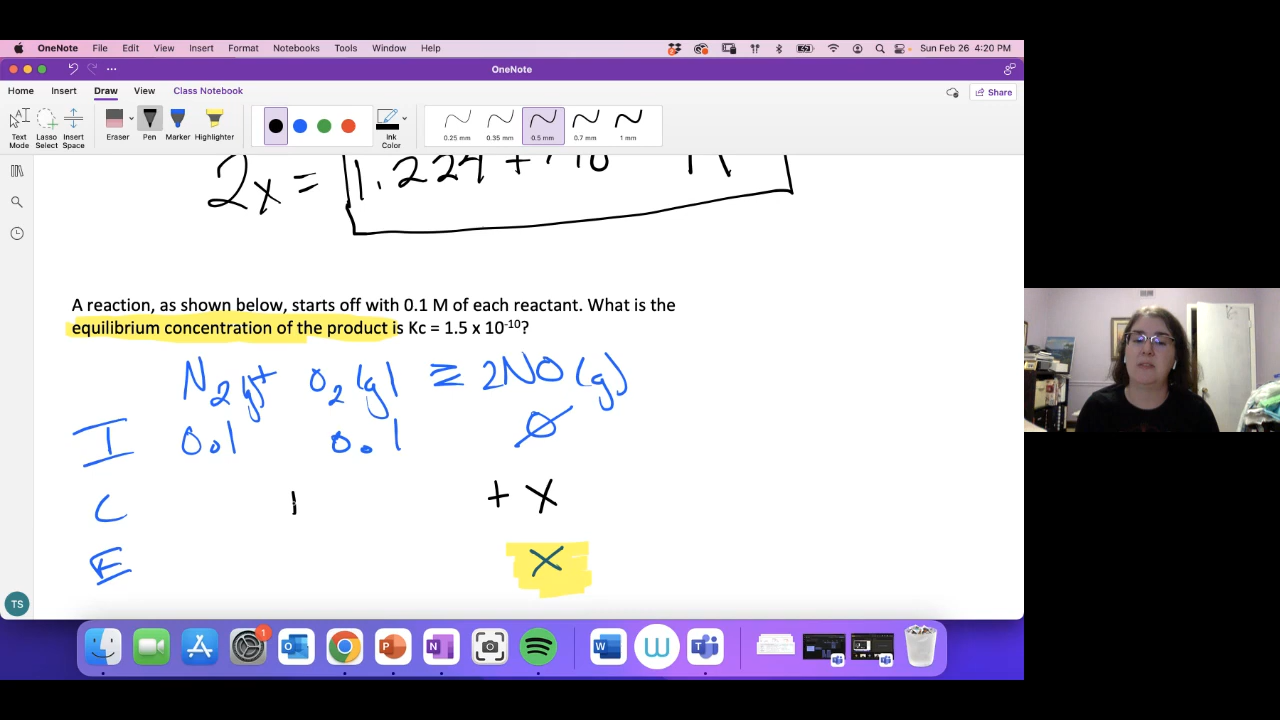 OneNote File Edit View Insert Format Notebooks Tools Window Help Sun Feb 26 4:20 PM
OneNote
Home Insert Draw View Class Notebook Share
Text Mode Lasso Select Insert Space Eraser Pen Marker Highlighter Ink Color 0.25 mm 0.35 mm 0.5 mm 0.7 mm 1 mm
2x = 1.224
A reaction, as shown below, starts off with 0.1 M of each reactant. What is the
equilibrium concentration of the product is Kc = 1.5 x 10⁻¹⁰?
N₂(g) + O₂(g) ⇌ 2NO(g)
I 0.1 0.1 Ø
C + x
E x
TS
1
W W T